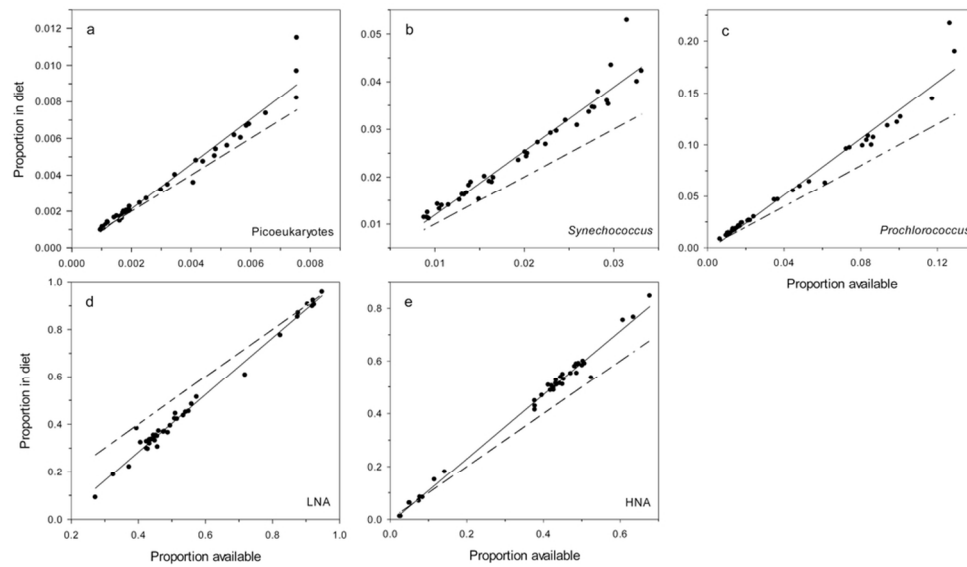 a
0.012
0.010
0.008
0.006
0.004
0.002
0.000
0.000 0.002 0.004 0.006 0.008
Proportion in diet
Picoeukaryotes
b
0.05
0.04
0.03
0.02
0.01
0.01 0.02 0.03
Synechococcus
c
0.20
0.15
0.10
0.05
0.00
0.00 0.04 0.08 0.12
Prochlorococcus
Proportion available
d
1.0
0.8
0.6
0.4
0.2
0.0
0.2 0.4 0.6 0.8 1.0
Proportion in diet
LNA
Proportion available
e
1.0
0.8
0.6
0.4
0.2
0.0
0.0 0.2 0.4 0.6
HNA
Proportion available